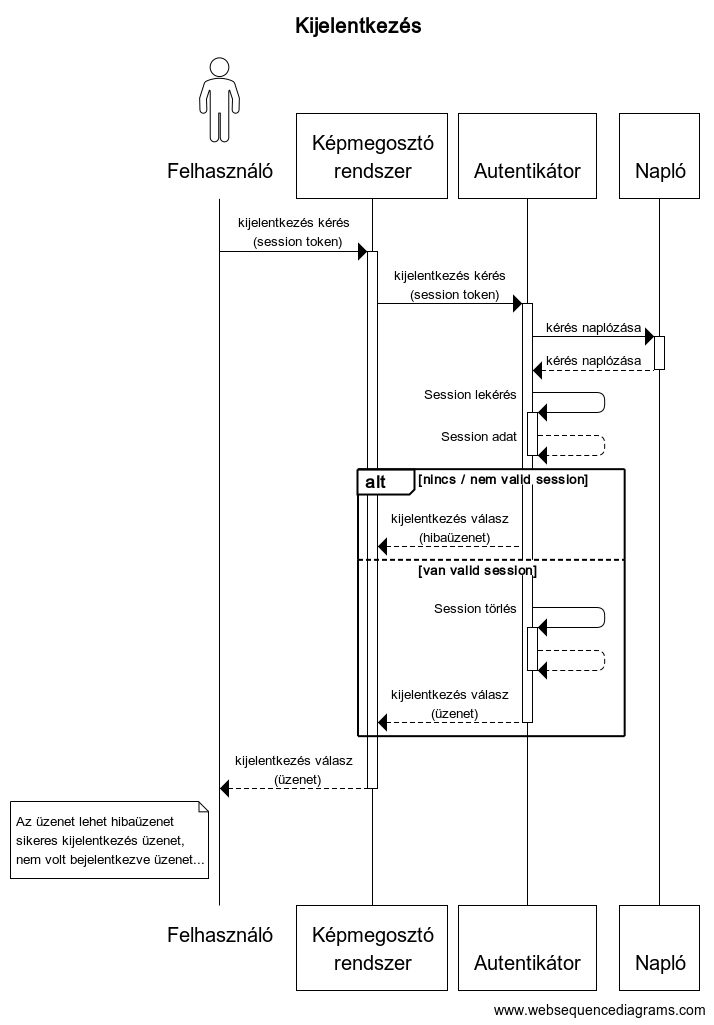 Kijelentkezés
Felhasználó
Képmegosztó
rendszer
Autentikátor
Napló
kijelentkezés kérés
(session token)
kijelentkezés kérés
(session token)
kérés naplózása
kérés naplózása
Session lekérés
Session adat
alt [nincs / nem valid session]
kijelentkezés válasz
(hibaüzenet)
[van valid session]
Session törlés
kijelentkezés válasz
(üzenet)
kijelentkezés válasz
(üzenet)
Az üzenet lehet hibaüzenet
sikeres kijelentkezés üzenet,
nem volt bejelentkezve üzenet...
Felhasználó
Képmegosztó
rendszer
Autentikátor
Napló
www.websequencediagrams.com